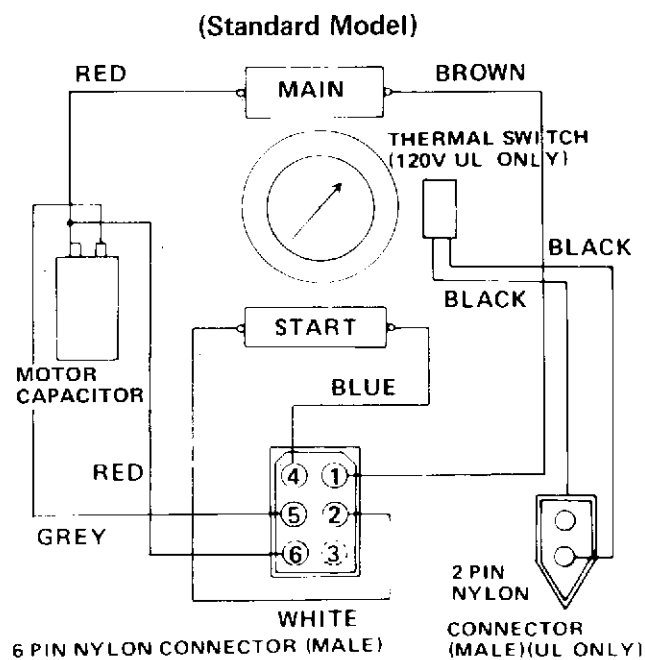 (Standard Model)
RED
MAIN
BROWN
THERMAL SWITCH
(120V UL ONLY)
BLACK
BLACK
START
MOTOR
CAPACITOR
BLUE
RED
4 1
5 2
6 3
GREY
2 PIN
NYLON
WHITE
CONNECTOR
(MALE)(UL ONLY)
6 PIN NYLON CONNECTOR (MALE)